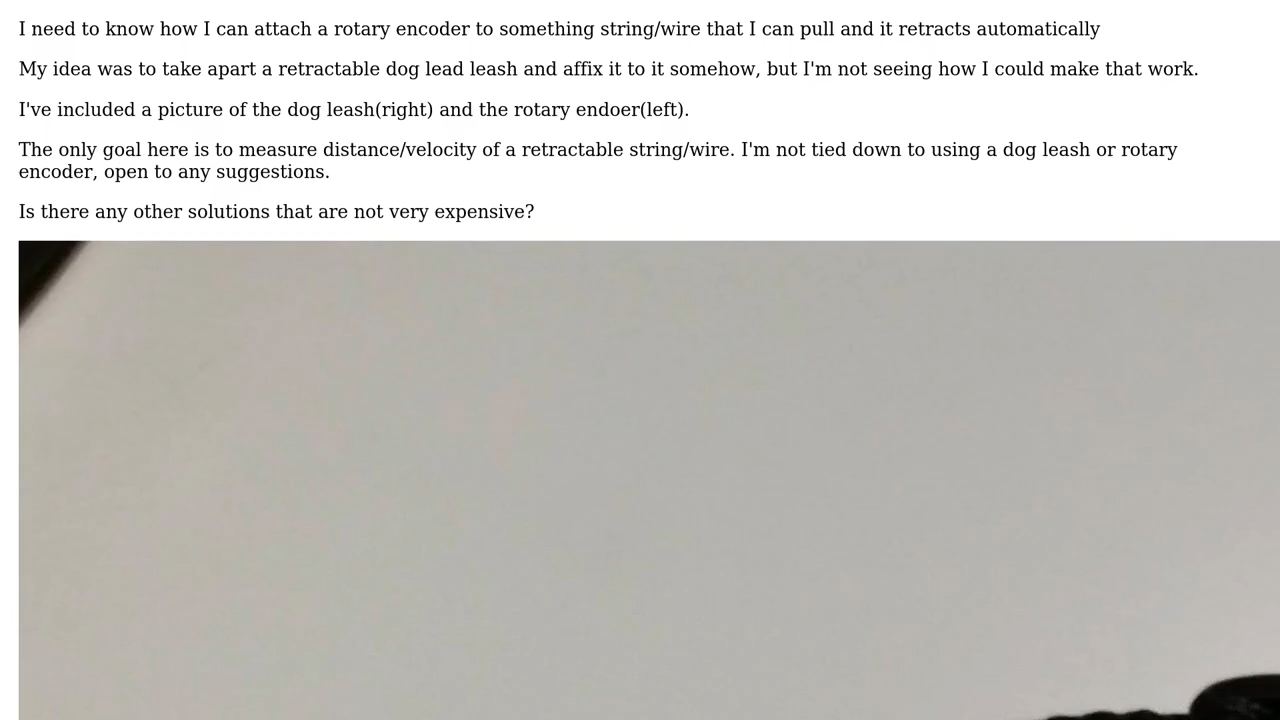 I need to know how I can attach a rotary encoder to something string/wire that I can pull and it retracts automatically
My idea was to take apart a retractable dog lead leash and affix it to it somehow, but I'm not seeing how I could make that work.
I've included a picture of the dog leash(right) and the rotary endoer(left).
The only goal here is to measure distance/velocity of a retractable string/wire. I'm not tied down to using a dog leash or rotary
encoder, open to any suggestions.
Is there any other solutions that are not very expensive?